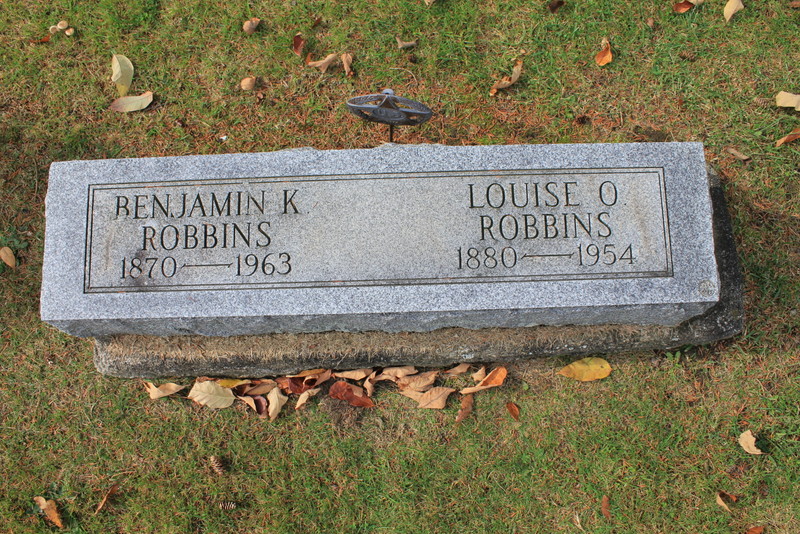 BENJAMIN K.
ROBBINS
1870—1963
LOUISE O.
ROBBINS
1880—1954